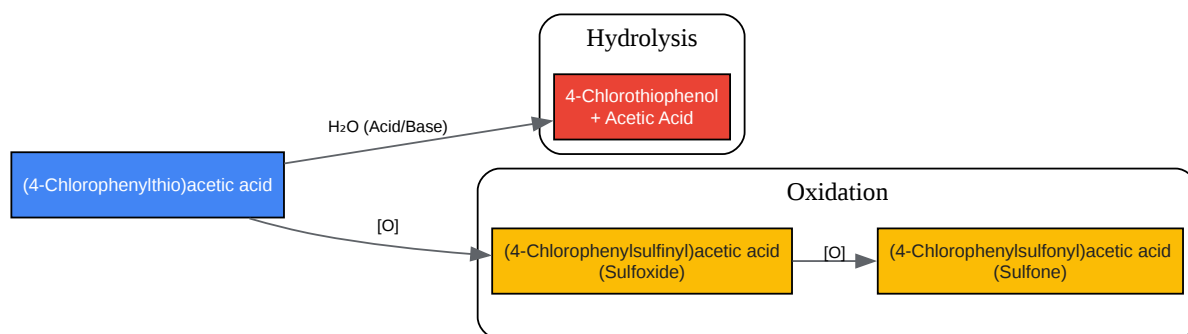 Hydrolysis
4-Chlorothiophenol
+ Acetic Acid
H₂O (Acid/Base)
(4-Chlorophenylthio)acetic acid
Oxidation
[O]
(4-Chlorophenylsulfinyl)acetic acid
(Sulfoxide)
[O]
(4-Chlorophenylsulfonyl)acetic acid
(Sulfone)